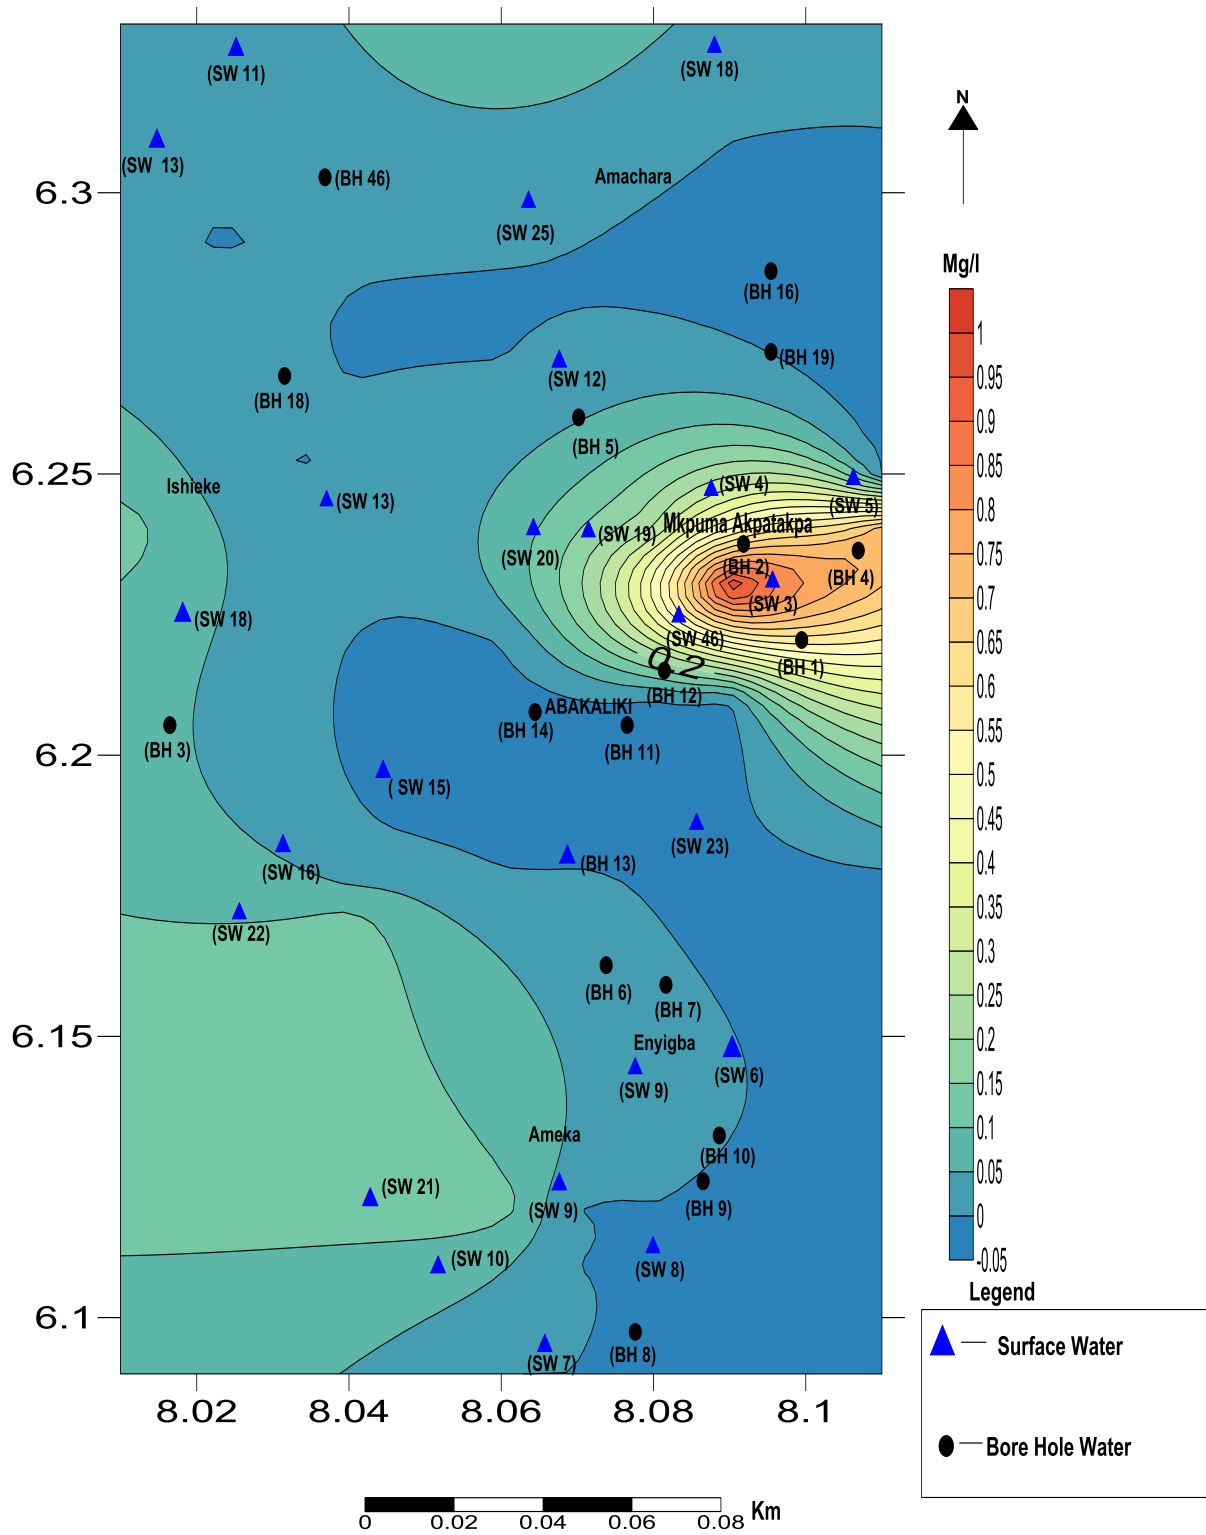 (SW 11)
(SW 18)
N
(SW  13)
(BH 46)
Amachara
6.3
(SW 25)
Mg/l
(BH 16)
1
(BH 19)
0.95
(SW 12)
(BH 18)
0.9
(BH 5)
0.85
6.25
Ishieke
(SW 4)
(SW 13)
(SW 5)
0.8
Mkpuma Akpatakpa
(SW 19)
(SW 20)
0.75
(BH 2)
(BH 4)
(SW 3)
0.7
(SW 18)
(SW 46)
0.65
0.2
(BH 1)
0.6
(BH 12)
ABAKALIKI
(BH 14)
0.55
(BH 3)
(BH 11)
6.2
0.5
( SW 15)
0.45
(SW 23)
(BH 13)
0.4
(SW 16)
0.35
(SW 22)
0.3
(BH 6)
0.25
(BH 7)
6.15
0.2
Enyigba
(SW 6)
(SW 9)
0.15
Ameka
0.1
(BH 10)
0.05
(SW 21)
(SW 9)
(BH 9)
0
(SW 10)
(SW 8)
-0.05
Legend
6.1
Surface Water
(SW 7)
(BH 8)
8.02
8.04
8.06
8.08
8.1
Bore Hole Water
Km
0
0.02
0.04
0.06
0.08